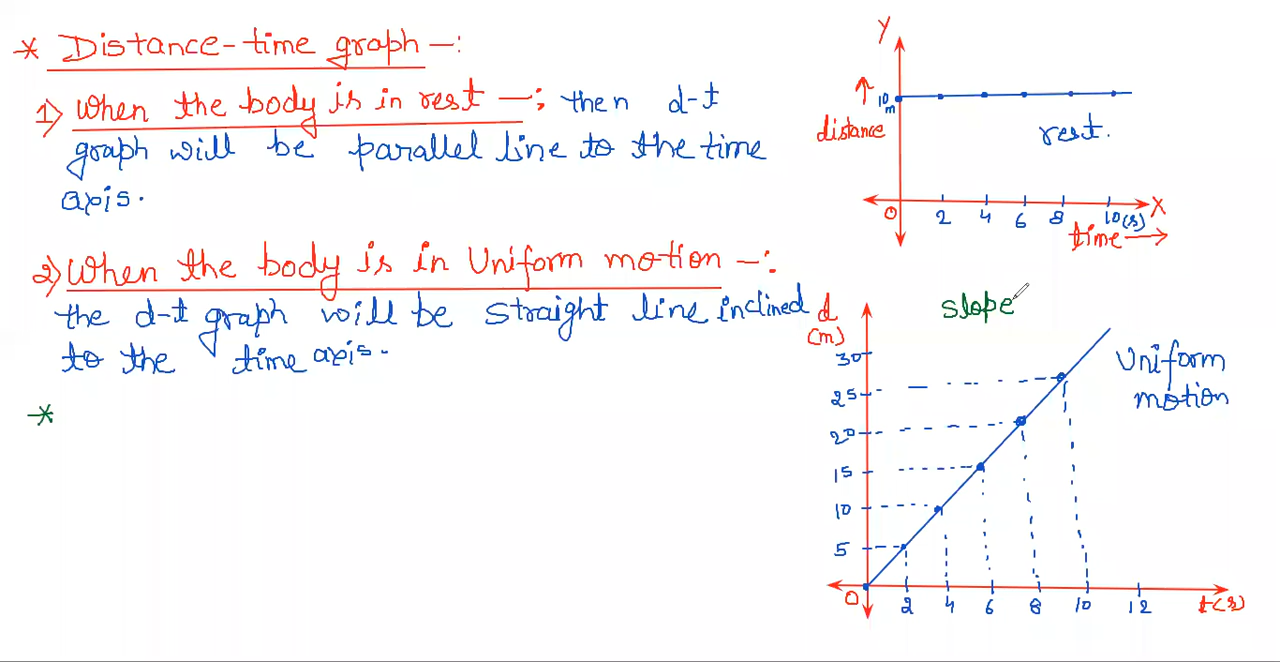 * Distance-time graph -:
1) When the body is in rest -: then d-t
graph will be parallel line to the time
axis.
2) When the body is in Uniform motion -:
the d-t graph will be straight line inclined
to the time axis.
*
Y
10
m
distance
rest.
0
2 4 6 8 10(s) X
time
slope
d
(m)
30
25
20
15
10
5
0
2 4 6 8 10 12 t(s)
Uniform
motion